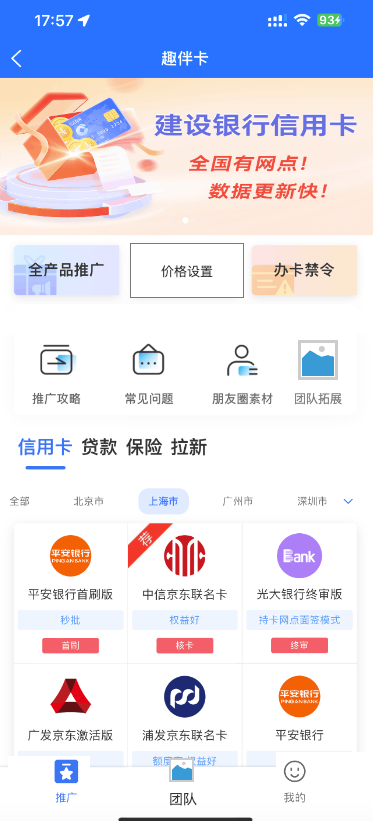 17:57
93
趣伴卡
建设银行信用卡
全国有网点！
数据更新快！
全产品推广
价格设置
办卡禁令
推广攻略
常见问题
朋友圈素材
团队拓展
信用卡 贷款 保险 拉新
全部 北京市 上海市 广州市 深圳市
平安银行
PINGAN BANK
荐
Bank
平安银行首刷版
中信京东联名卡
光大银行终审版
秒批
权益好
持卡网点面签模式
首刷
核卡
终审
平安银行
PINGAN BANK
广发京东激活版
浦发京东联名卡
平安银行
权益好
推广
团队
我的